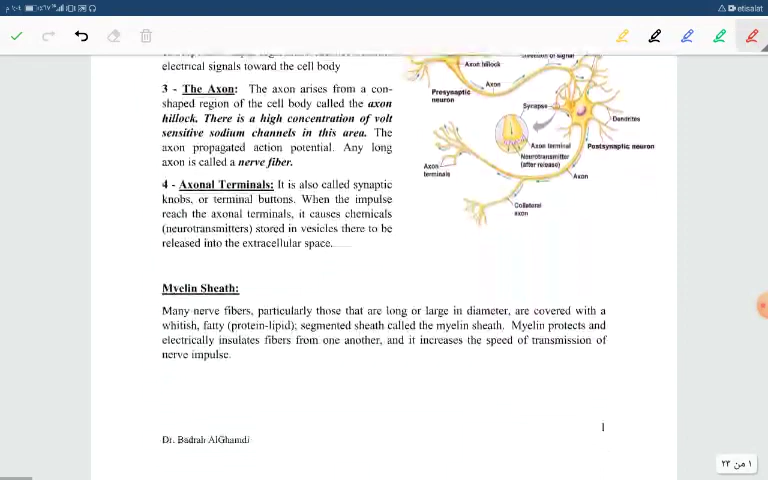 etisalat
electrical signals toward the cell body
3 - The Axon: The axon arises from a con-
shaped region of the cell body called the axon
hillock. There is a high concentration of volt
sensitive sodium channels in this area. The
axon propagated action potential. Any long
axon is called a nerve fiber.
4 - Axonal Terminals: It is also called synaptic
knobs, or terminal buttons. When the impulse
reach the axonal terminals, it causes chemicals
(neurotransmitters) stored in vesicles there to be
released into the extracellular space.
Axon hillock
Axon
Presynaptic
neuron
Synapse
Dendrites
Axon terminal
Postsynaptic neuron
Neurotransmitter
(after release)
Axon
Axon
terminals
Collateral
axon
Myelin Sheath:
Many nerve fibers, particularly those that are long or large in diameter, are covered with a
whitish, fatty (protein-lipid); segmented sheath called the myelin sheath. Myelin protects and
electrically insulates fibers from one another, and it increases the speed of transmission of
nerve impulse.
1
Dr. Badrah AlGhamdi
١ من ٢٣